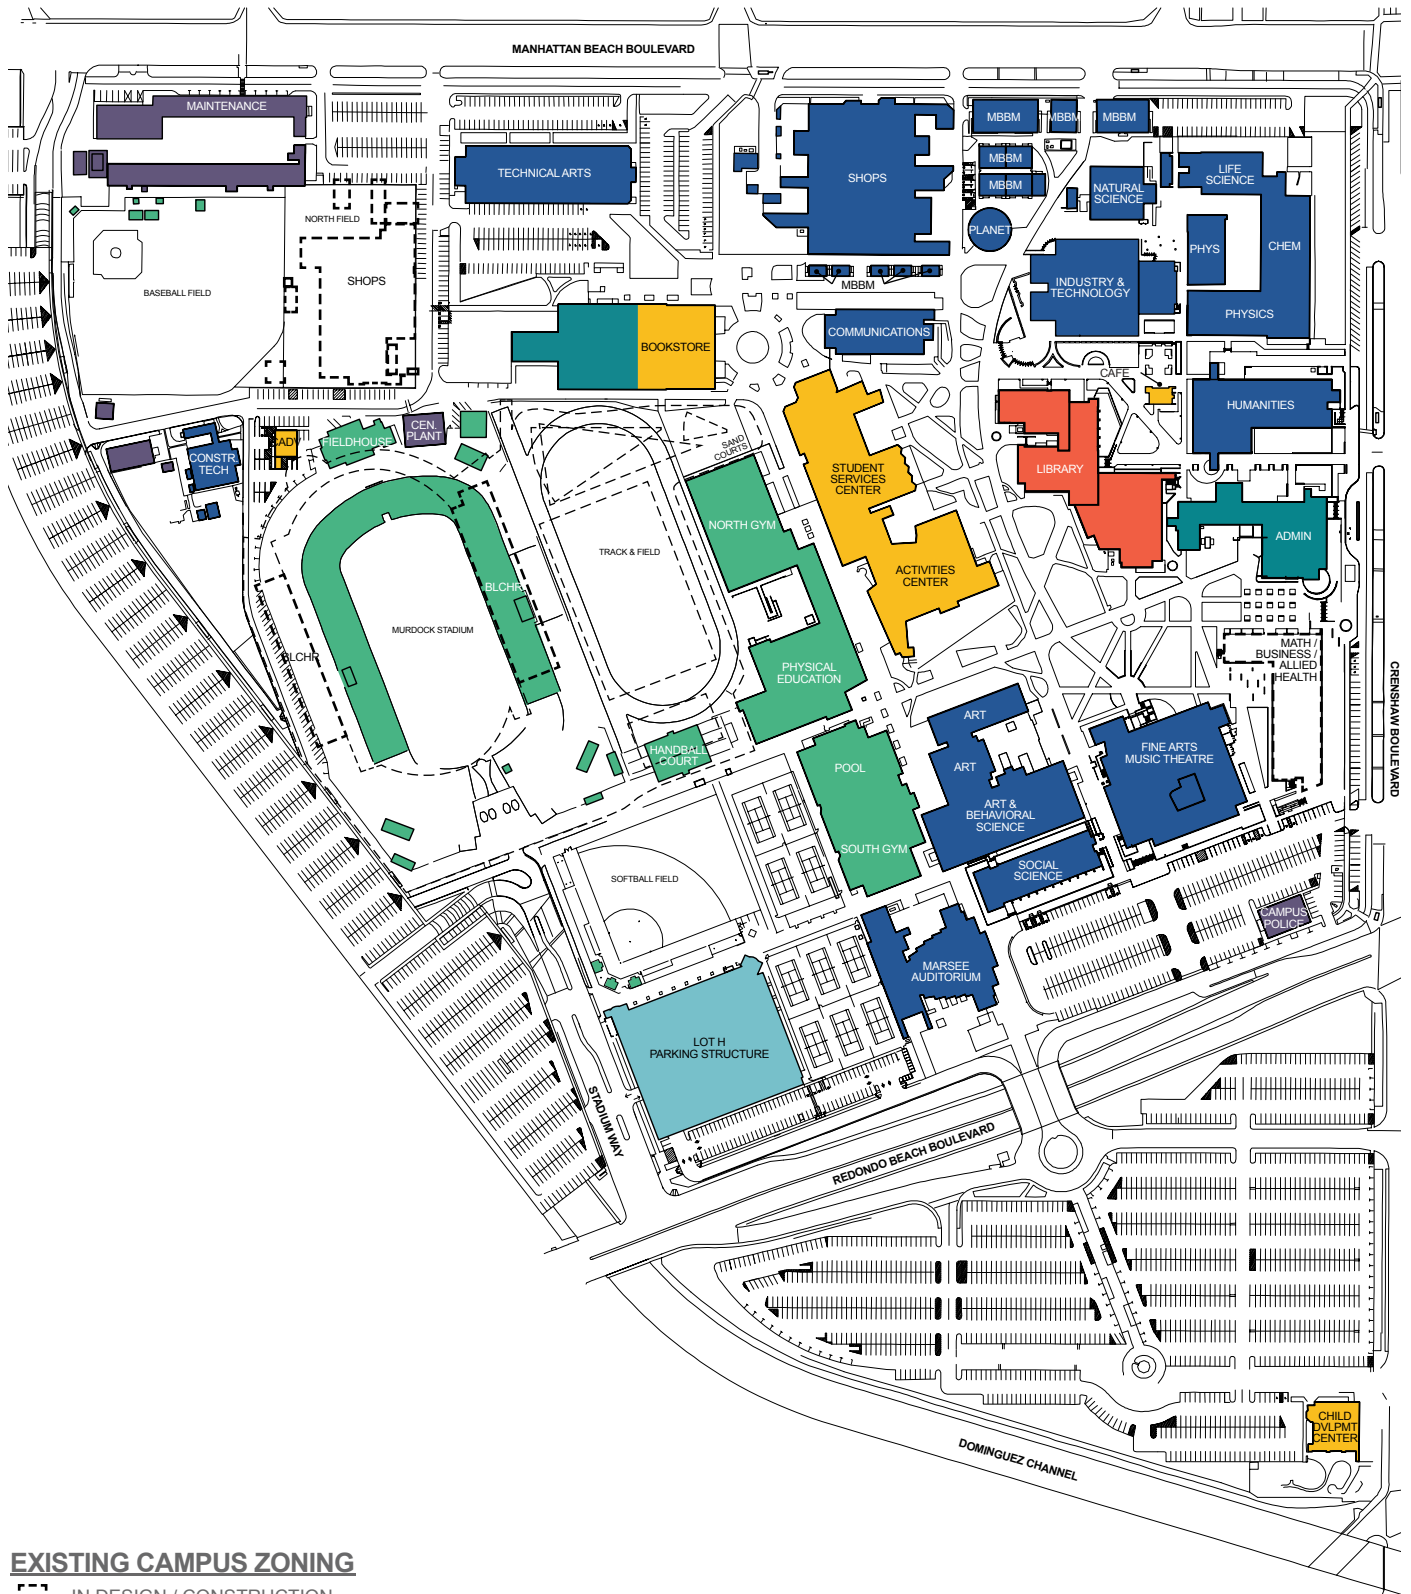 MANHATTAN BEACH BOULEVARD
MAINTENANCE
MBBM
MBBM
MBBM
TECHNICAL ARTS
SHOPS
MBBM
MBBM
LIFE
SCIENCE
NATURAL
SCIENCE
NORTH FIELD
PLANET
PHYS
CHEM
SHOPS
BASEBALL FIELD
MBBM
INDUSTRY &
TECHNOLOGY
PHYSICS
COMMUNICATIONS
BOOKSTORE
CAFE
HUMANITIES
CEN.
PLANT
CADV
FIELDHOUSE
SAND
COURTS
CONSTR.
TECH
STUDENT
SERVICES
CENTER
LIBRARY
NORTH GYM
ADMIN
TRACK & FIELD
ACTIVITIES
CENTER
BLCHR
MURDOCK STADIUM
BLCHR
MATH /
BUSINESS /
ALLIED
HEALTH
PHYSICAL
EDUCATION
CRENSHAW BOULEVARD
ART
HANDBALL
COURT
FINE ARTS
MUSIC THEATRE
POOL
ART
ART &
BEHAVIORAL
SCIENCE
SOUTH GYM
SOCIAL
SCIENCE
SOFTBALL FIELD
CAMPUS
POLICE
MARSEE
AUDITORIUM
LOT H
PARKING STRUCTURE
STADIUM WAY
REDONDO BEACH BOULEVARD
CHILD
DVLPMT
CENTER
DOMINGUEZ CHANNEL
EXISTING CAMPUS ZONING
IN DESIGN / CONSTRUCTION